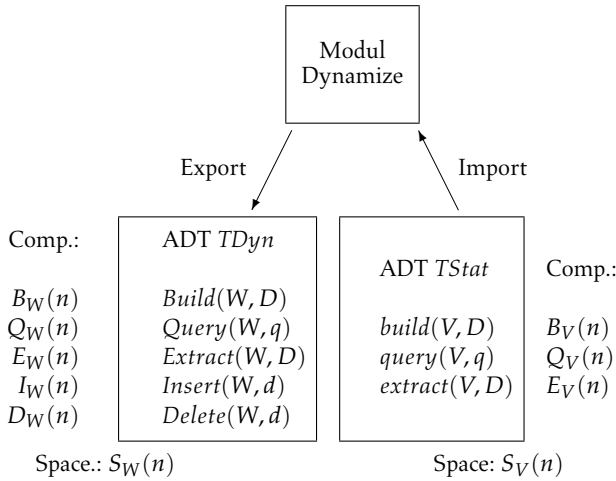 Modul
Dynamize
Export Import
Comp.: ADT TDyn
ADT TStat Comp.:
B_W(n) Build(W, D)
Q_W(n) Query(W, q) build(V, D) B_V(n)
E_W(n) Extract(W, D) query(V, q) Q_V(n)
I_W(n) Insert(W, d) extract(V, D) E_V(n)
D_W(n) Delete(W, d)
Space.: S_W(n) Space: S_V(n)